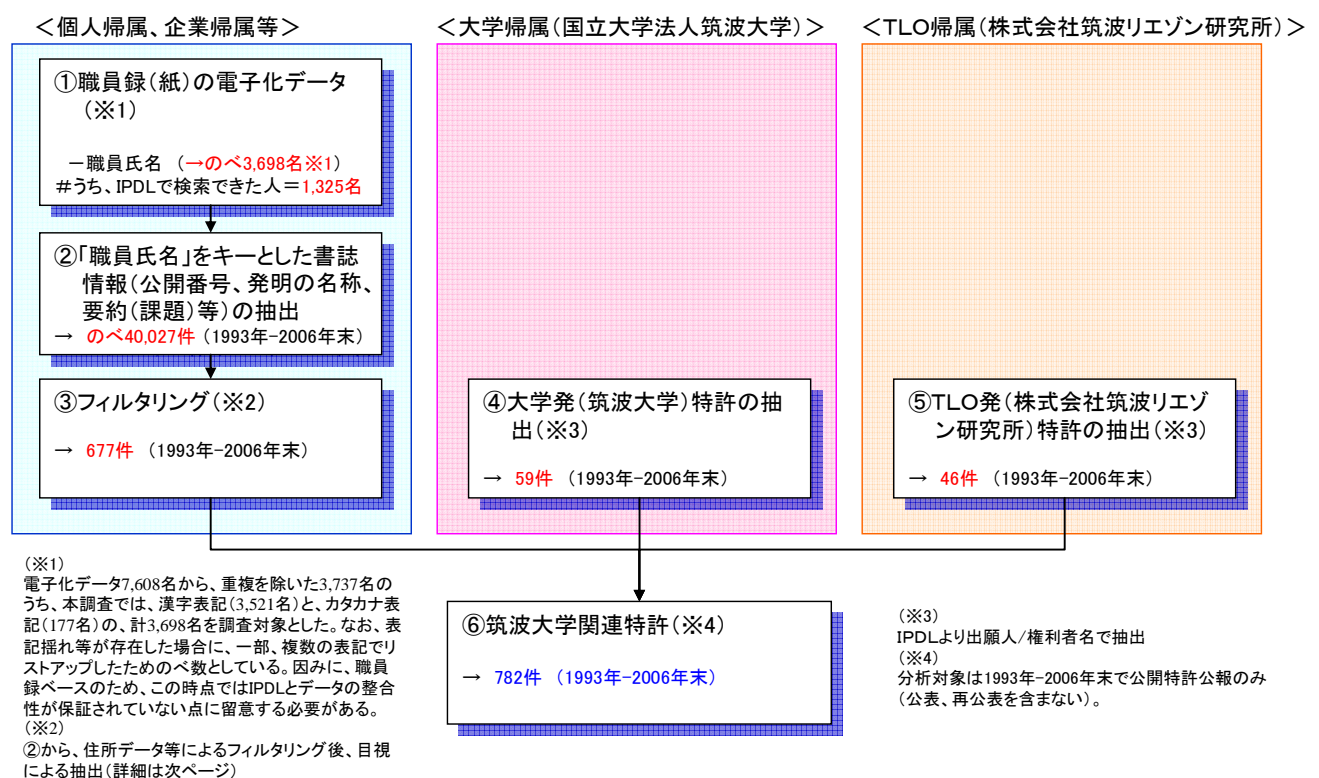 ＜個人帰属、企業帰属等＞
①職員録(紙)の電子化データ
(※1)
－職員氏名 (→のべ3,698名※1)
＃うち、IPDLで検索できた人＝1,325名
②「職員氏名」をキーとした書誌
情報(公開番号、発明の名称、
要約(課題)等)の抽出
→ のべ40,027件 (1993年-2006年末)
③フィルタリング(※2)
→ 677件 (1993年-2006年末)
＜大学帰属(国立大学法人筑波大学)＞
④大学発(筑波大学)特許の抽
出(※3)
→ 59件 (1993年-2006年末)
＜TLO帰属(株式会社筑波リエゾン研究所)＞
⑤TLO発(株式会社筑波リエゾ
ン研究所)特許の抽出(※3)
→ 46件 (1993年-2006年末)
(※1)
電子化データ7,608名から、重複を除いた3,737名の
うち、本調査では、漢字表記(3,521名)と、カタカナ表
記(177名)の、計3,698名を調査対象とした。なお、表
記揺れ等が存在した場合に、一部、複数の表記でリ
ストアップしたためのべ数としている。因みに、職員
録ベースのため、この時点ではIPDLとデータの整合
性が保証されていない点に留意する必要がある。
(※2)
②から、住所データ等によるフィルタリング後、目視
による抽出(詳細は次ページ)
⑥筑波大学関連特許(※4)
→ 782件 (1993年-2006年末)
(※3)
IPDLより出願人/権利者名で抽出
(※4)
分析対象は1993年-2006年末で公開特許公報のみ
(公表、再公表を含まない)。